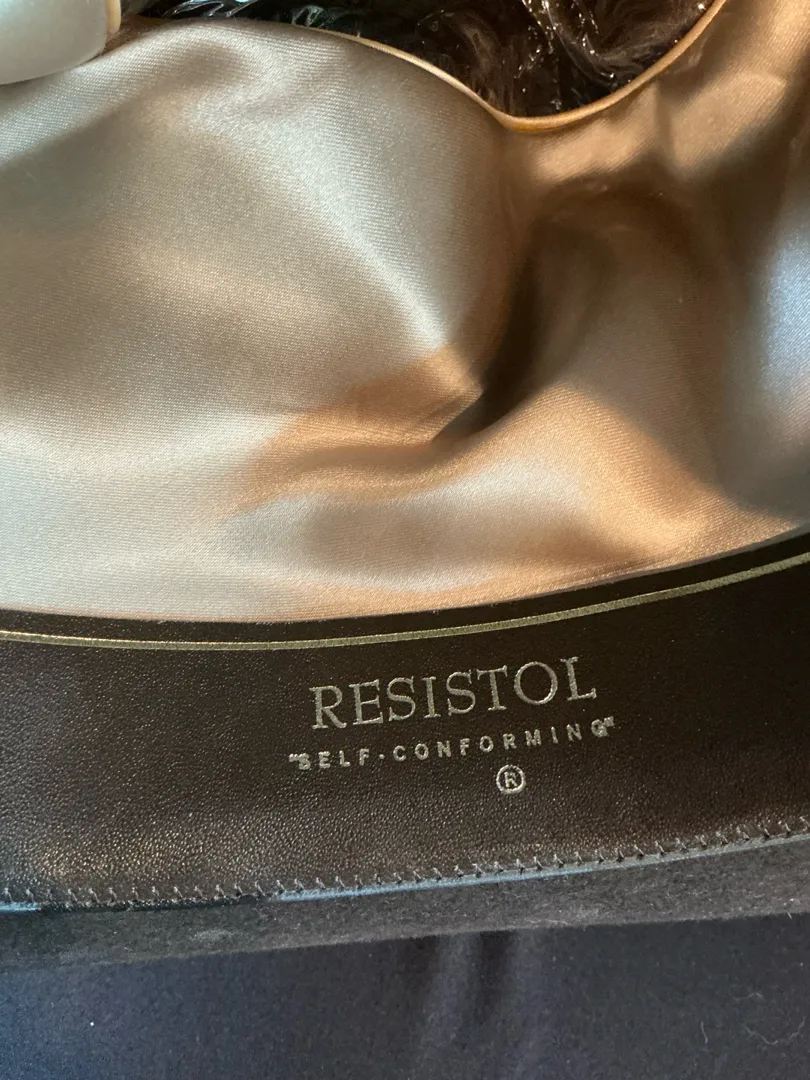 RESISTOL
"SELF-CONFORMING"
®